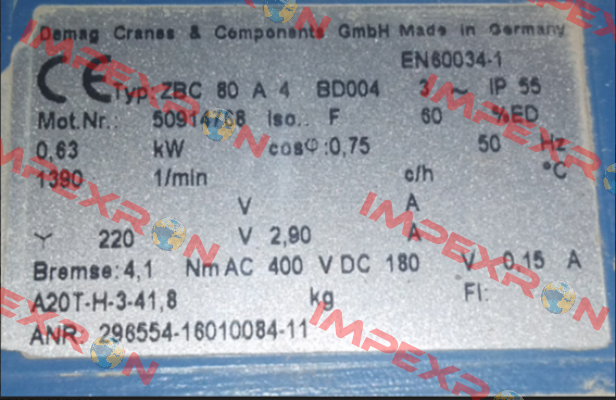 Demag Cranes & Components GmbH Made in Germany
EN60034-1
CE Typ: ZBC 80 A 4 BD004 3 ~ IP 55
Mot.Nr.: 50914768 Iso.. F 60 %ED
0,63 kW cosφ:0,75 50 Hz
1390 1/min c/h °C
V A
Y 220 V 2,90 A
Bremse:4,1 Nm AC 400 V DC 180 V 0,15 A
A20T-H-3-41,8 kg FI:
ANR: 296554-16010084-11
IMPEXRON